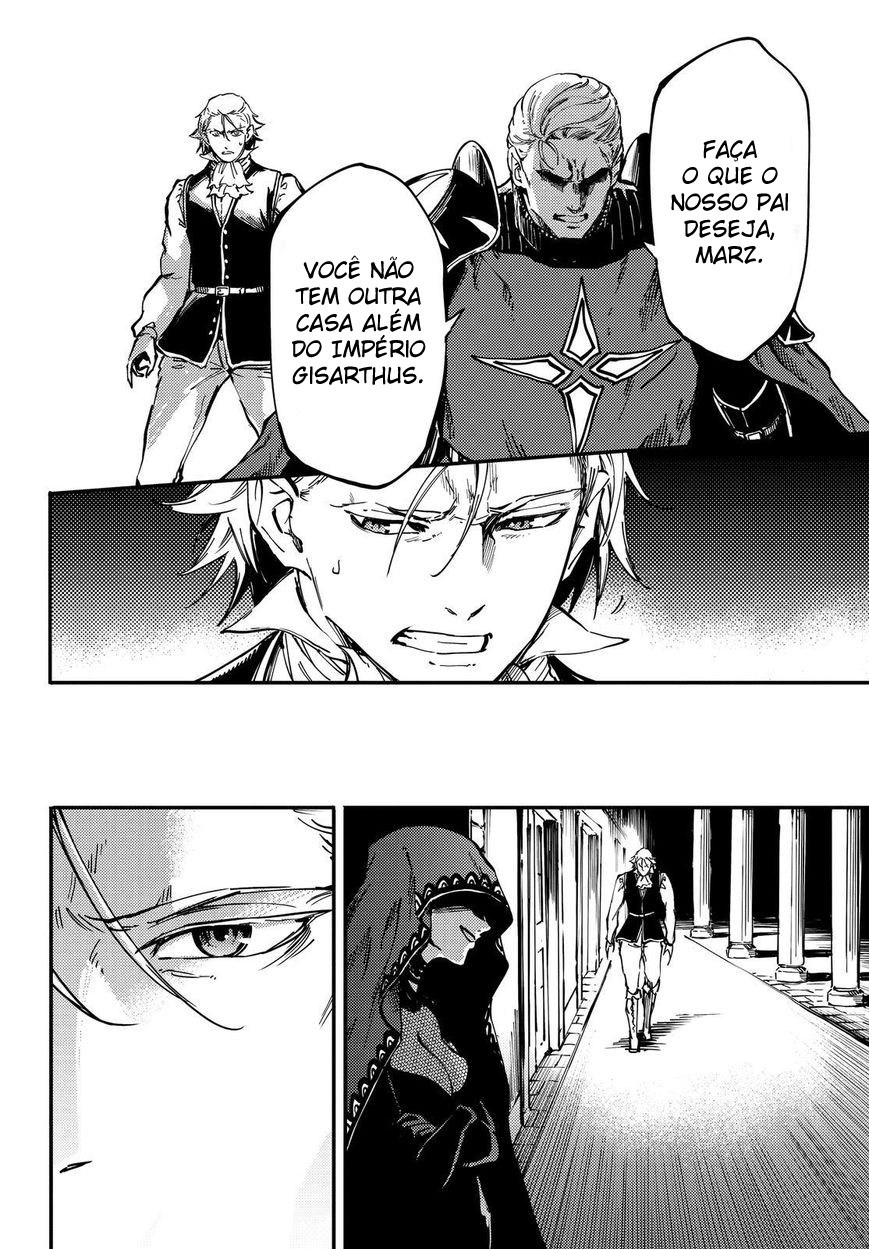 FAÇA
O QUE O
NOSSO PAI
DESEJA,
MARZ.
VOCÊ NÃO
TEM OUTRA
CASA ALÉM
DO IMPÉRIO
GISARTHUS.